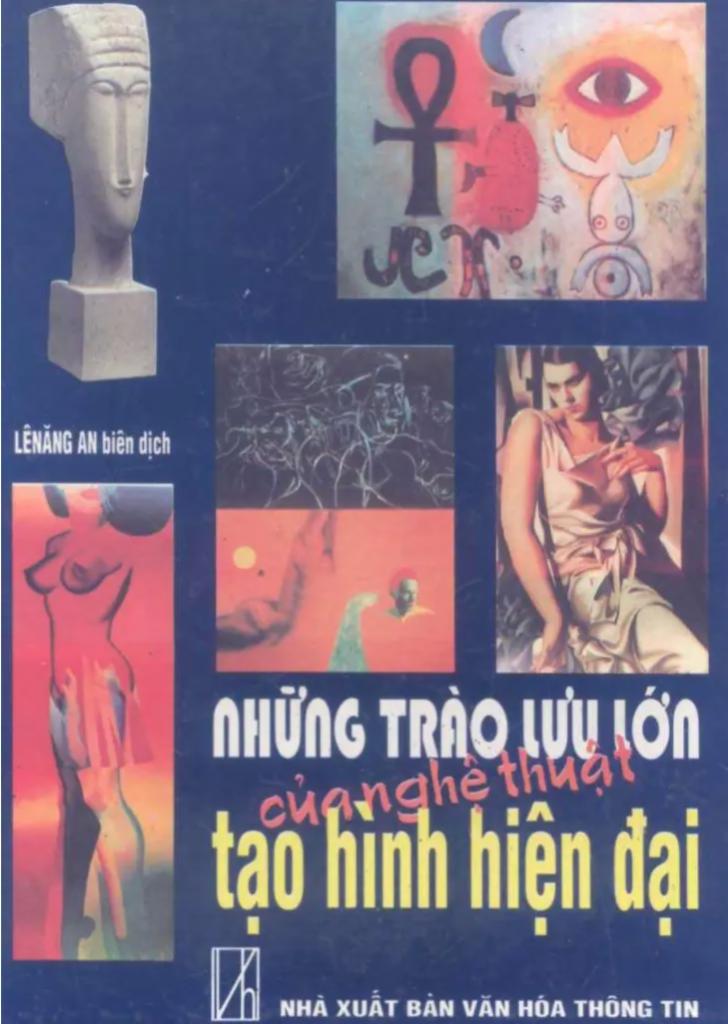 LÊNĂNG AN biên dịch
NHỮNG TRÀO LƯU LỚN
của nghệ thuật
tạo hình hiện đại
Vh
NHÀ XUẤT BẢN VĂN HÓA THÔNG TIN